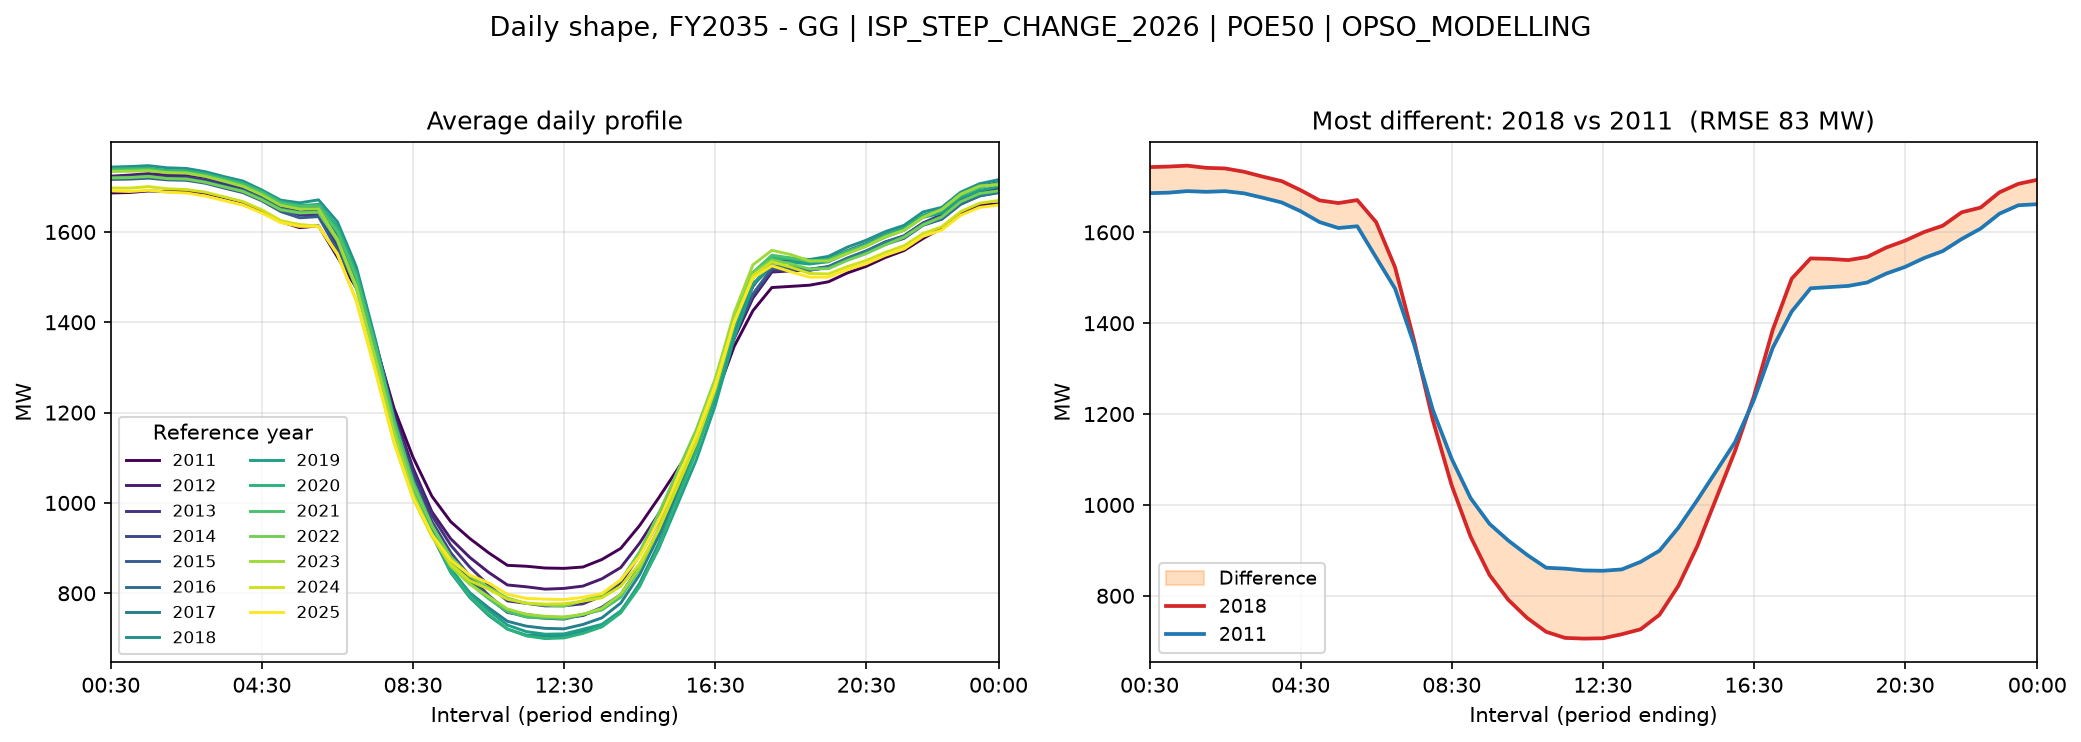 Daily shape, FY2035 - GG | ISP_STEP_CHANGE_2026 | POE50 | OPSO_MODELLING
Average daily profile
MW
1600
1400
1200
1000
800
Reference year
2011
2012
2013
2014
2015
2016
2017
2018
2019
2020
2021
2022
2023
2024
2025
00:30 04:30 08:30 12:30 16:30 20:30 00:00
Interval (period ending)
Most different: 2018 vs 2011  (RMSE 83 MW)
MW
1600
1400
1200
1000
800
Difference
2018
2011
00:30 04:30 08:30 12:30 16:30 20:30 00:00
Interval (period ending)